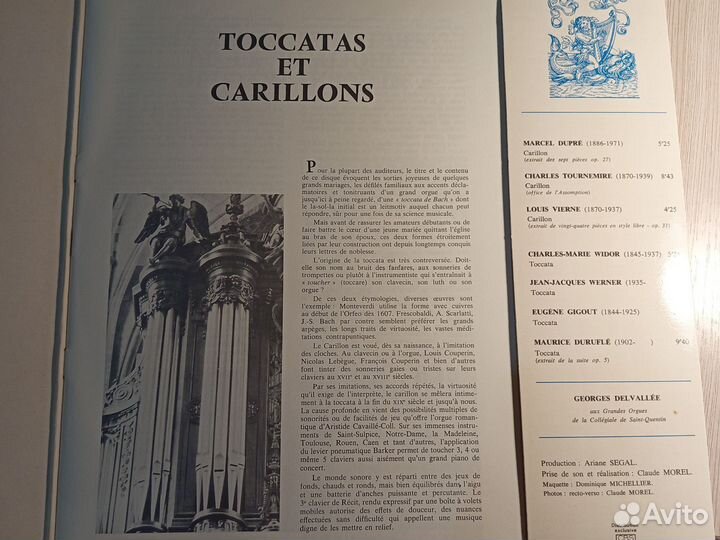 TOCCATAS
ET
CARILLONS
Pour la plupart des auditeurs, le titre et le contenu
de ce disque évoquent les sorties joyeuses de quelques
grands mariages, les défilés familiaux aux accents décla-
matoires et tonitruants d'un grand orgue qu'on a
jusqu'ici à peine regardé, d'une « toccata de Bach » dont
le la-sol-la initial est un leitmotiv auquel chacun peut
répondre, sûr pour une fois de sa science musicale.
Mais avant de rassurer les amateurs débutants ou de
faire battre le cœur d'une jeune mariée quittant l'église
au bras de son époux, ces deux formes étroitement
liées par leur construction ont depuis longtemps conquis
leurs lettres de noblesse.
L'origine de la toccata est très controversée. Doit-
elle son nom au bruit des fanfares, aux sonneries de
trompettes ou plutôt à l'instrumentiste qui s'entraînait à
« toucher » (toccare) son clavecin, son luth ou son
orgue ?
De ces deux étymologies, diverses œuvres sont
l'exemple : Monteverdi utilise la forme avec cuivres
au début de l'Orfeo dès 1607. Frescobaldi, A. Scarlatti,
J.-S. Bach par contre semblent préférer les grands
arpèges, les longs traits de virtuosité, les vastes médi-
tations contrapuntiques.
Le Carillon est voué, dès sa naissance, à l'imitation
des cloches. Au clavecin ou à l'orgue, Louis Couperin,
Nicolas Lebègue, François Couperin et bien d'autres
font tinter des sonneries gaies ou tristes sur leurs
claviers au XVIIe et au XVIIIe siècles.
Par ses imitations, ses accords répétés, la virtuosité
qu'il exige de l'interprète, le carillon se mêlera intime-
ment à la toccata à la fin du XIXe siècle et jusqu'à nous.
La cause profonde en vient des possibilités multiples de
sonorités ou de facilités de jeu qu'offre l'orgue roman-
tique d'Aristide Cavaillé-Coll. Sur ses immenses instru-
ments de Saint-Sulpice, Notre-Dame, la Madeleine,
Toulouse, Rouen, Caen et tant d'autres, l'application
du levier pneumatique Barker permet de toucher 3, 4 ou
même 5 claviers aussi aisément qu'un grand piano de
concert.
Le monde sonore y est réparti entre des jeux de
fonds, chauds et ronds, mais bien équilibrés dans l'aigu
et une batterie d'anches puissante et percutante. Le
3e clavier de Récit, rendu expressif par une boîte à volets
mobiles autorise des effets de douceur, des nuances
effectuées sans difficulté qui appellent une musique
digne de les mettre en relief.
MARCEL DUPRÉ (1886-1971) 5'25
Carillon
(extrait des sept pièces op. 27)
CHARLES TOURNEMIRE (1870-1939) 8'43
Carillon
(office de l'Assomption)
LOUIS VIERNE (1870-1937) 4'25
Carillon
(extrait de vingt-quatre pièces en style libre - op. 31)
CHARLES-MARIE WIDOR (1845-1937)
Toccata
JEAN-JACQUES WERNER (1935-
Toccata
EUGÈNE GIGOUT (1844-1925)
Toccata
MAURICE DURUFLÉ (1902- ) 9'40
Toccata
(extrait de la suite op. 5)
GEORGES DELVALLÉE
aux Grandes Orgues
de la Collégiale de Saint-Quentin
Production : Ariane SEGAL.
Prise de son et réalisation : Claude MOREL.
Maquette : Dominique MICHELLIER.
Photos : recto-verso : Claude MOREL.
Distribution
exclusive
CBS
Avito